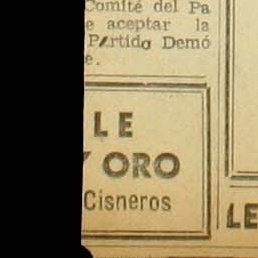 Comité del Pa
e aceptar la
Partido Demó
e.
LE
Y ORO
Cisneros
LE